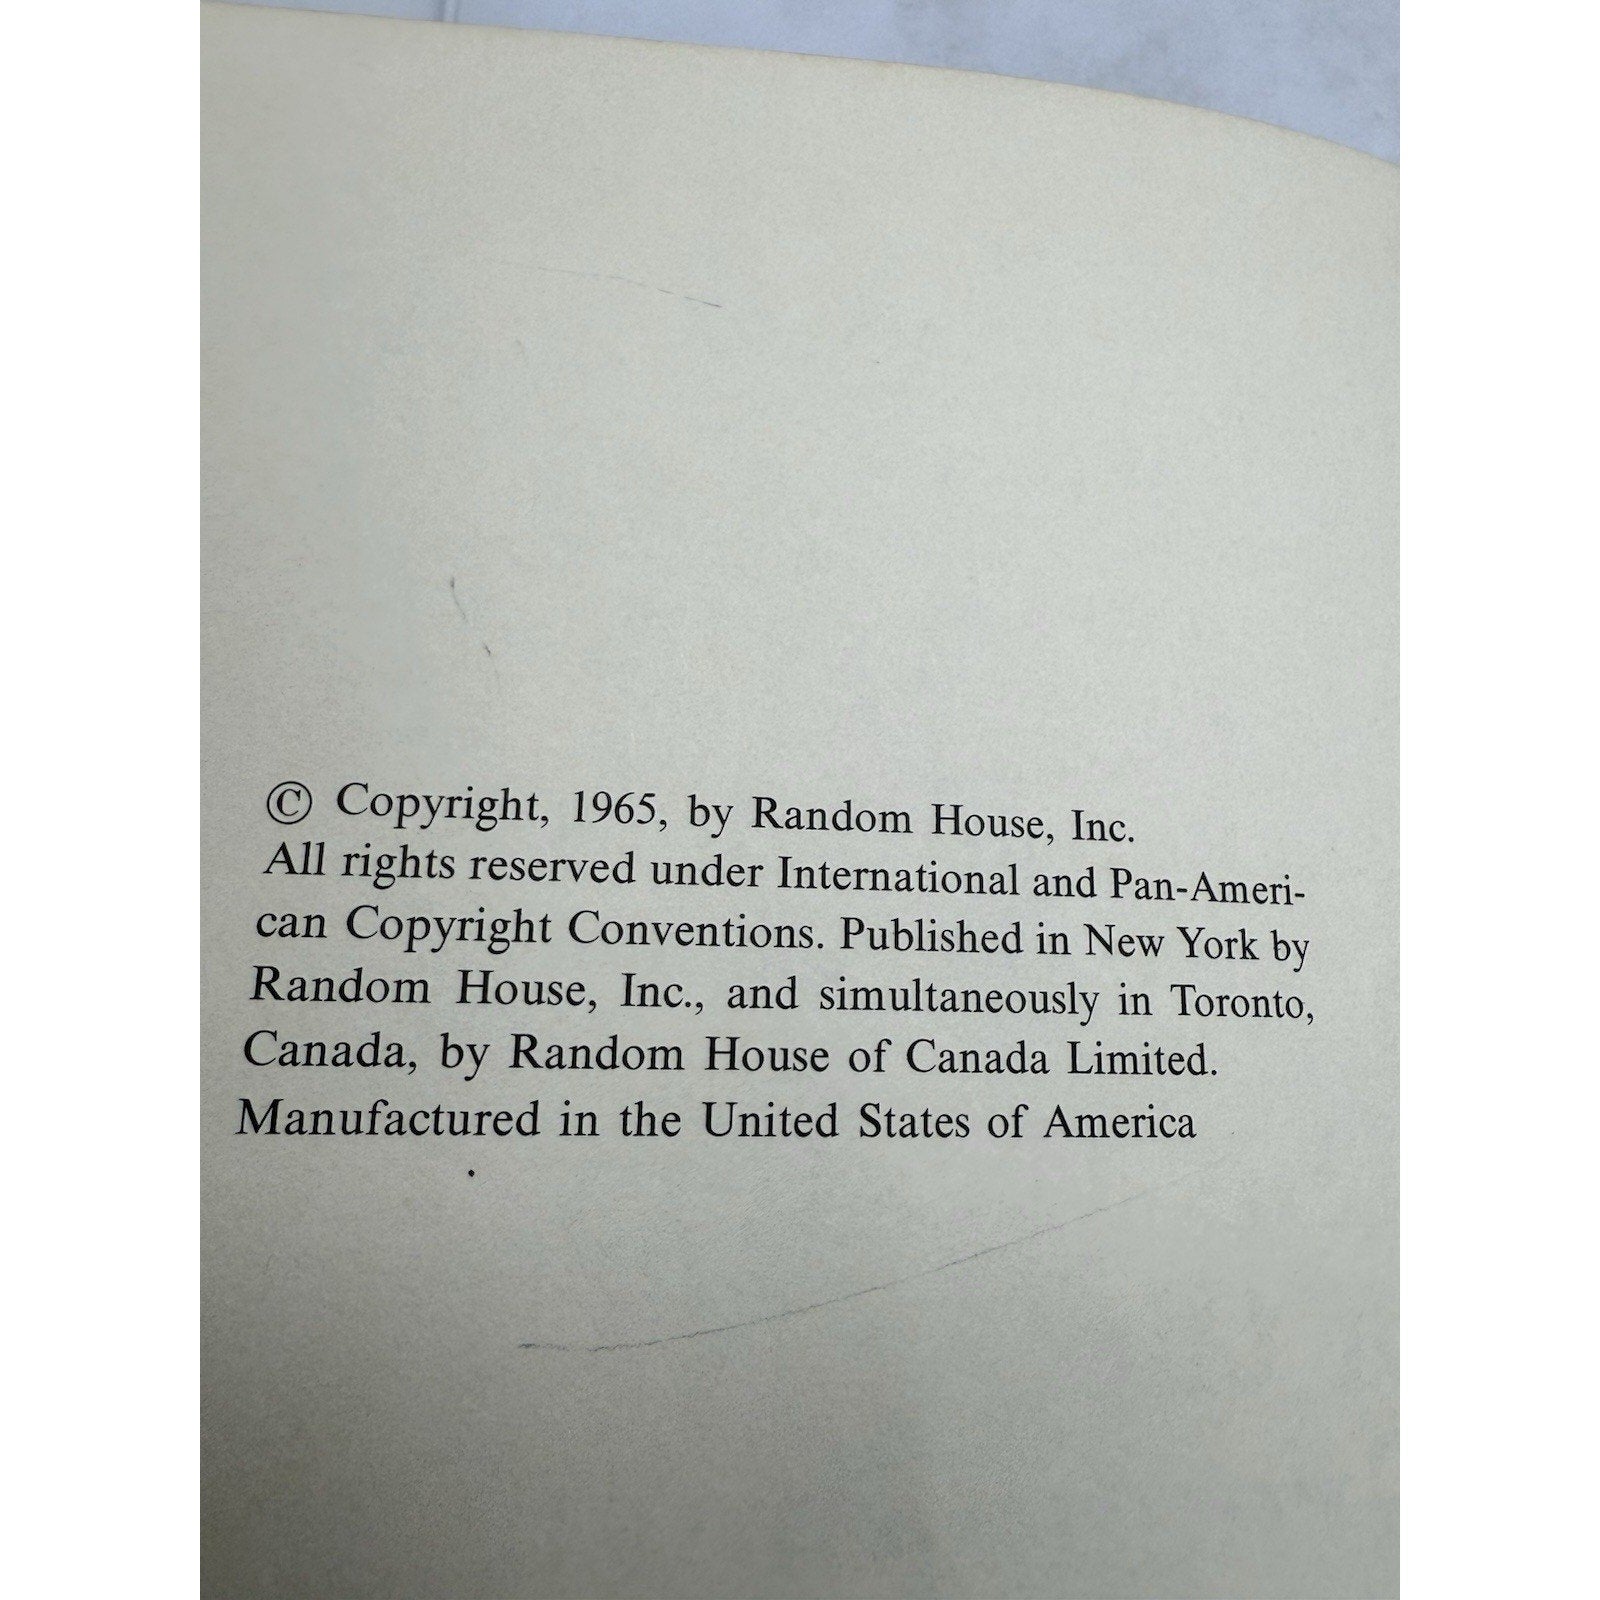 © Copyright, 1965, by Random House, Inc.
All rights reserved under International and Pan-Ameri-
can Copyright Conventions. Published in New York by
Random House, Inc., and simultaneously in Toronto,
Canada, by Random House of Canada Limited.
Manufactured in the United States of America